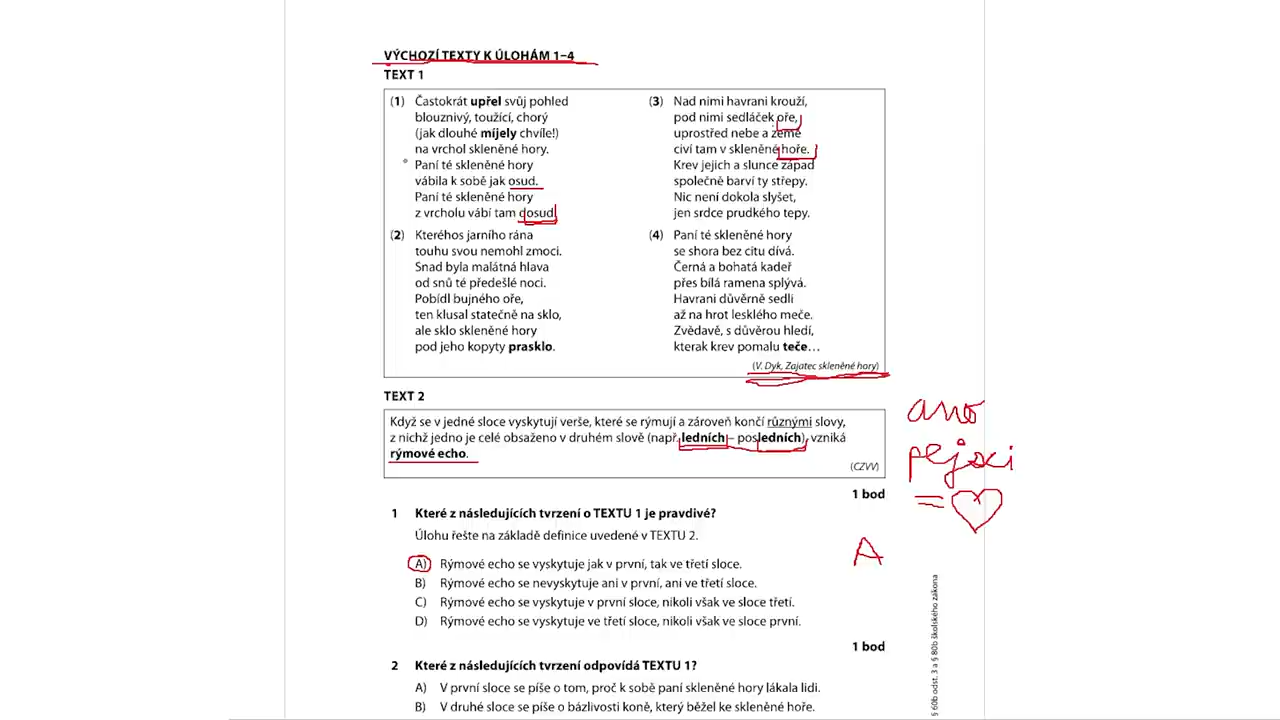 VÝCHOZÍ TEXTY K ÚLOHÁM 1–4
TEXT 1
(1) Častokrát upřel svůj pohled
blouznivý, toužící, chorý
(jak dlouhé míjely chvíle!)
na vrchol skleněné hory.
Paní té skleněné hory
vábila k sobě jak osud.
Paní té skleněné hory
z vrcholu vábí tam dosud.
(2) Kteréhos jarního rána
touhu svou nemohl zmoci.
Snad byla malátná hlava
od snů té předešlé noci.
Pobídl bujného oře,
ten klusal statečně na sklo,
ale sklo skleněné hory
pod jeho kopyty prasklo.
(3) Nad nimi havrani krouží,
pod nimi sedláček oře,
uprostřed nebe a země
civí tam v skleněné hoře.
Krev jejich a slunce západ
společně barví ty střepy.
Nic není dokola slyšet,
jen srdce prudkého tepy.
(4) Paní té skleněné hory
se shora bez citu dívá.
Černá a bohatá kadeř
přes bílá ramena splývá.
Havrani důvěrně sedli
až na hrot lesklého meče.
Zvědavě, s důvěrou hledí,
kterak krev pomalu teče…
(V. Dyk, Zajatec skleněné hory)
TEXT 2
Když se v jedné sloce vyskytují verše, které se rýmují a zároveň končí různými slovy,
z nichž jedno je celé obsaženo v druhém slově (např. ledních – posledních), vzniká
rýmové echo.
(CZVV)
ano
pejsci
=
1 bod
1 Které z následujících tvrzení o TEXTU 1 je pravdivé?
Úlohu řešte na základě definice uvedené v TEXTU 2.
A
A) Rýmové echo se vyskytuje jak v první, tak ve třetí sloce.
B) Rýmové echo se nevyskytuje ani v první, ani ve třetí sloce.
C) Rýmové echo se vyskytuje v první sloce, nikoli však ve sloce třetí.
D) Rýmové echo se vyskytuje ve třetí sloce, nikoli však ve sloce první.
1 bod
2 Které z následujících tvrzení odpovídá TEXTU 1?
A) V první sloce se píše o tom, proč k sobě paní skleněné hory lákala lidi.
B) V druhé sloce se píše o bázlivosti koně, který běžel ke skleněné hoře.
§ 60b odst. 3 a § 80b školského zákona